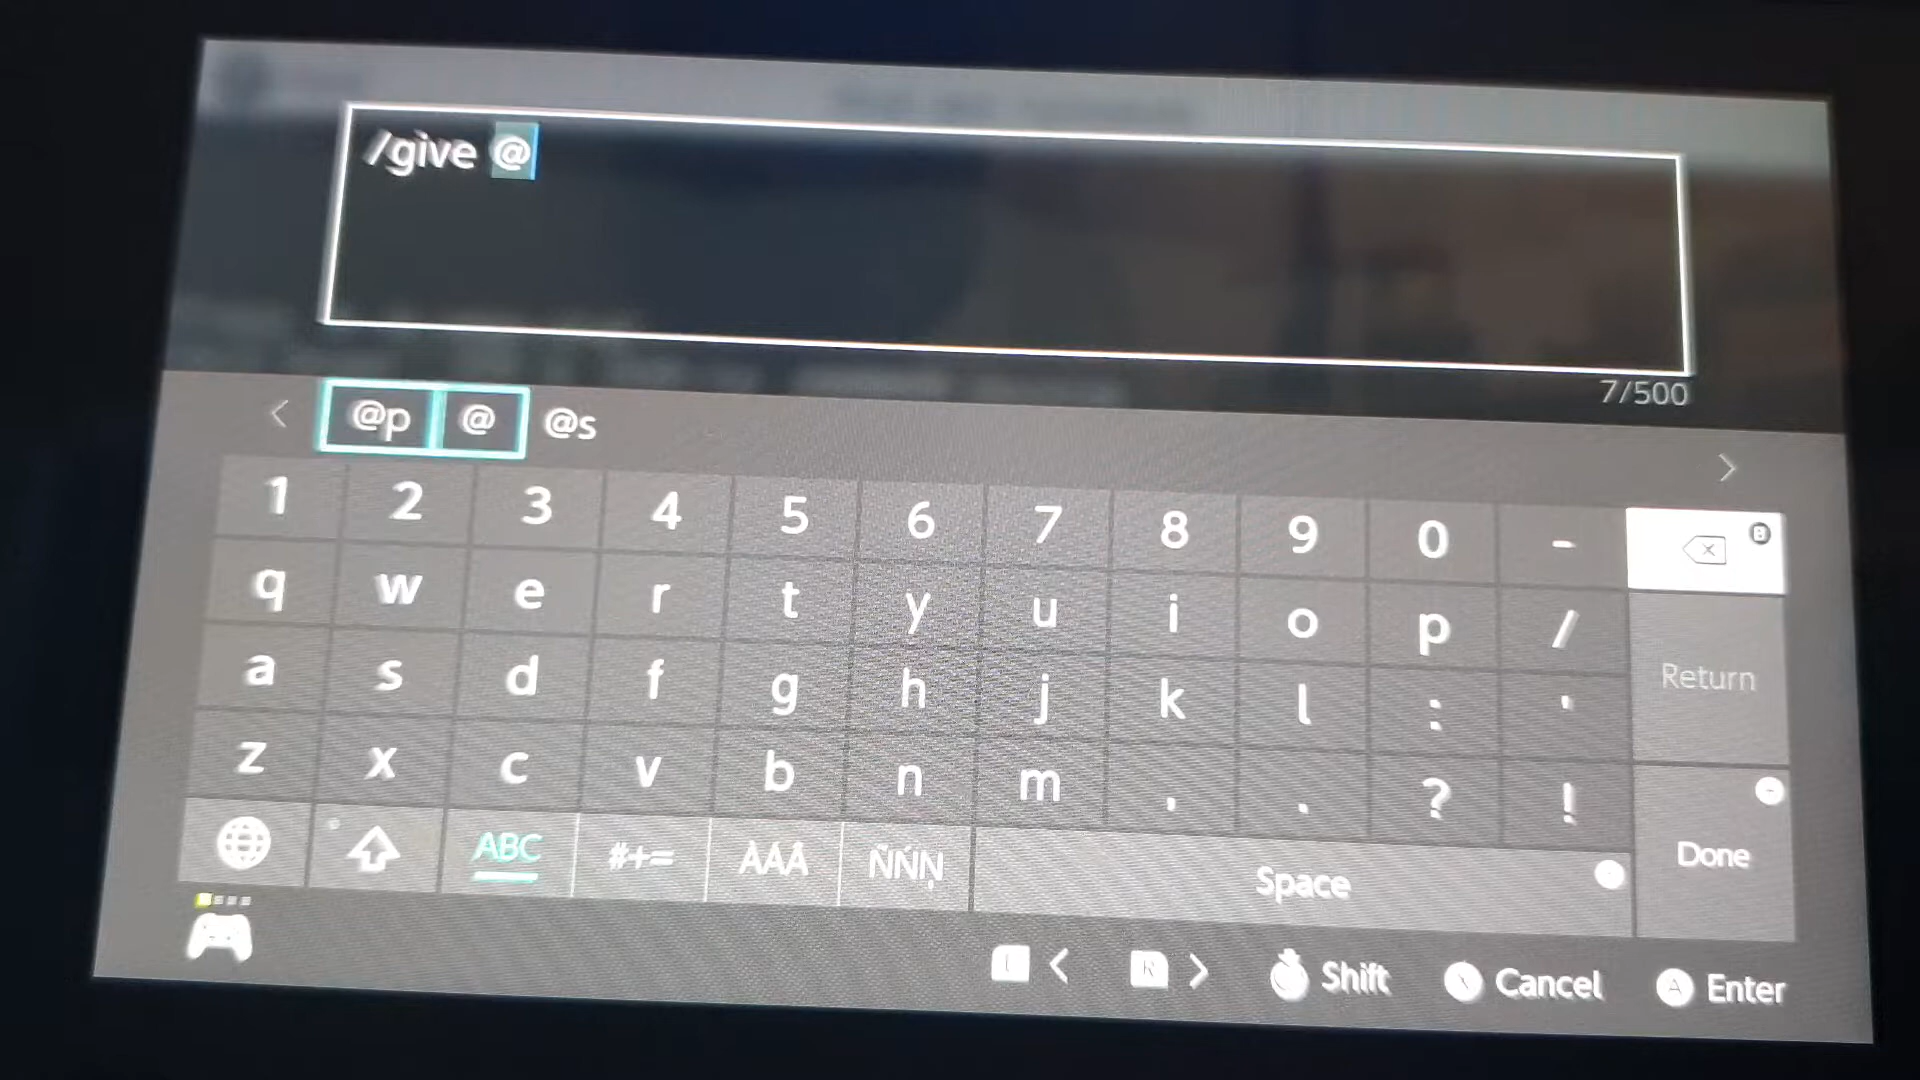 /give @
7/500
@p @ @s
1 2 3 4 5 6 7 8 9 0 -
q w e r t y u i o p /
a s d f g h j k l : '
Return
z x c v b n m , . ? !
ABC #+= ÀÁÂ ÑŃŅ Space Done
L < R > Shift X Cancel A Enter